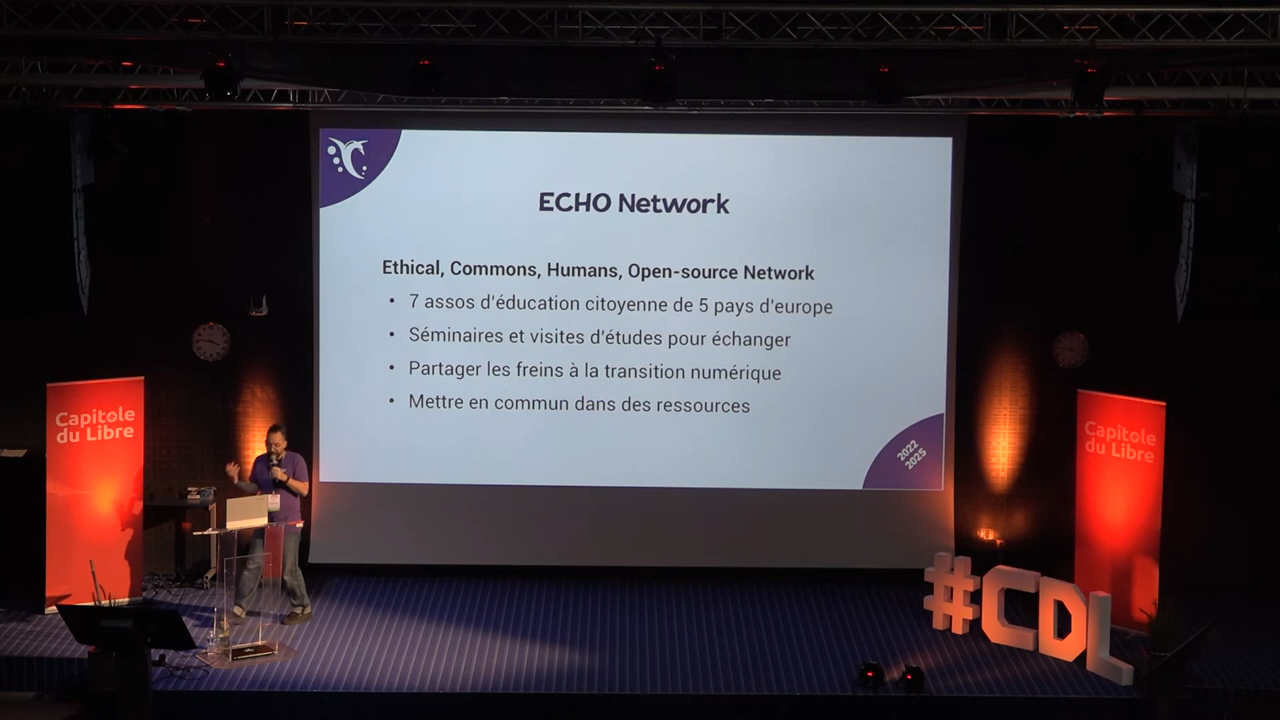 ECHO Network
Ethical, Commons, Humans, Open-source Network
• 7 assos d'éducation citoyenne de 5 pays d'europe
• Séminaires et visites d'études pour échanger
• Partager les freins à la transition numérique
• Mettre en commun dans des ressources
2022
2025
Capitole
du Libre
Capitole
du Libre
#CDL